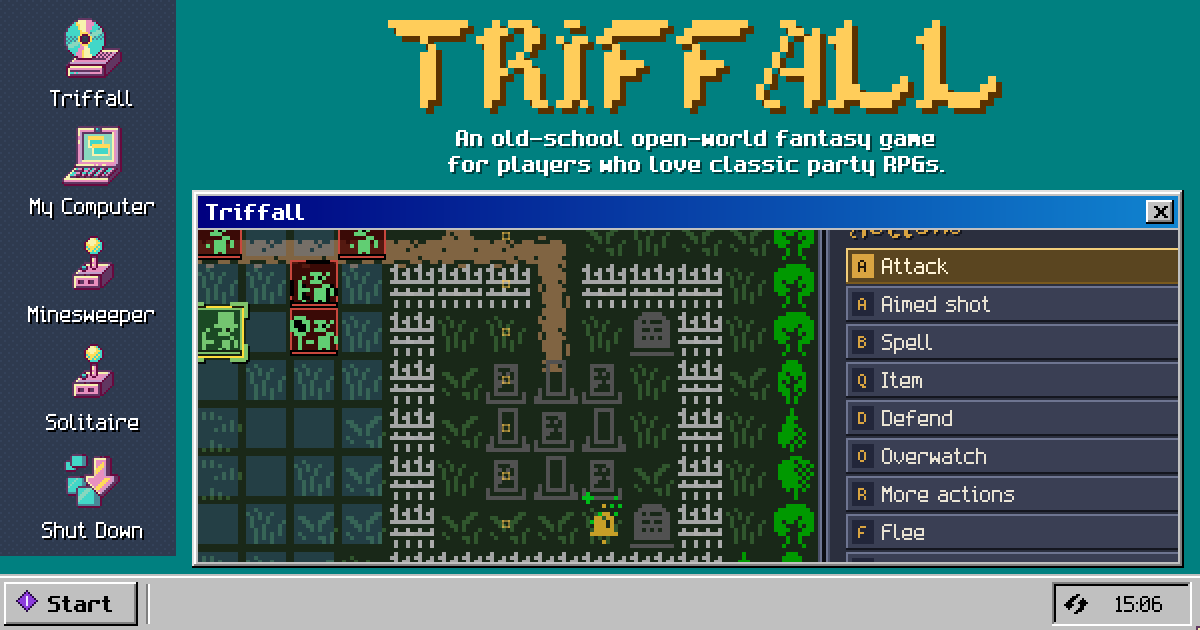 Triffall
My Computer
Minesweeper
Solitaire
Shut Down
TRIFFALL
An old-school open-world fantasy game
for players who love classic party RPGs.
Triffall
A Attack
A Aimed shot
B Spell
Q Item
D Defend
O Overwatch
R More actions
F Flee
Start
15:06